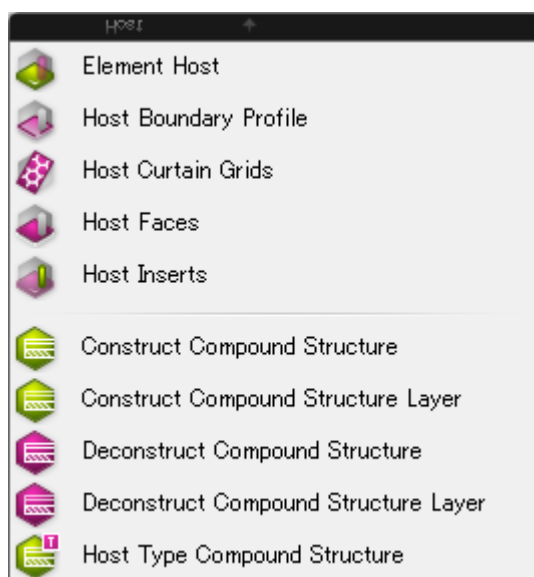 Host
Element Host
Host Boundary Profile
Host Curtain Grids
Host Faces
Host Inserts
Construct Compound Structure
Construct Compound Structure Layer
Deconstruct Compound Structure
Deconstruct Compound Structure Layer
T
Host Type Compound Structure